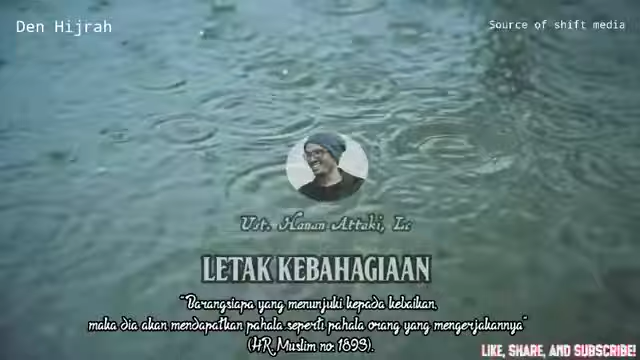 Den Hijrah
Source of shift media
Ust. Hanan Attaki, Lc
LETAK KEBAHAGIAAN
"Barangsiapa yang menunjuki kepada kebaikan,
maka dia akan mendapatkan pahala seperti pahala orang yang mengerjakannya"
(HR. Muslim no: 1893).
LIKE, SHARE, AND SUBSCRIBE!